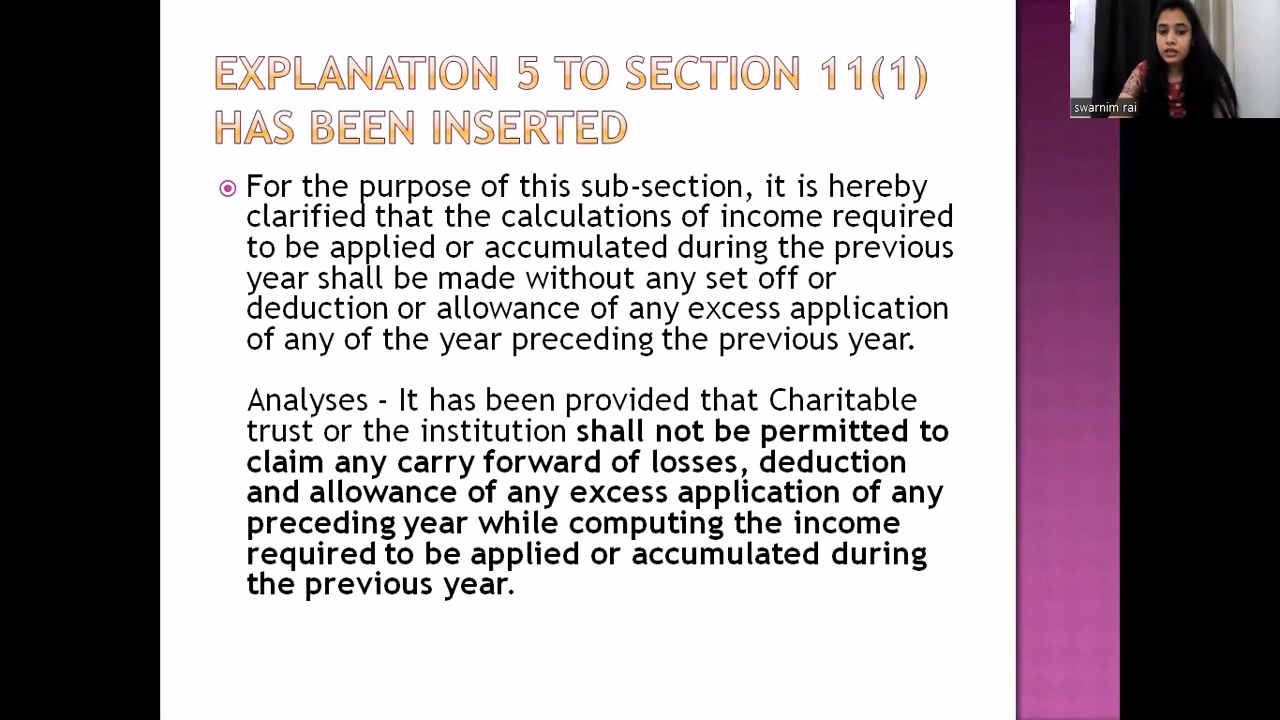 EXPLANATION 5 TO SECTION 11(1)
HAS BEEN INSERTED
For the purpose of this sub-section, it is hereby
clarified that the calculations of income required
to be applied or accumulated during the previous
year shall be made without any set off or
deduction or allowance of any excess application
of any of the year preceding the previous year.
Analyses - It has been provided that Charitable
trust or the institution shall not be permitted to
claim any carry forward of losses, deduction
and allowance of any excess application of any
preceding year while computing the income
required to be applied or accumulated during
the previous year.
swarnim rai